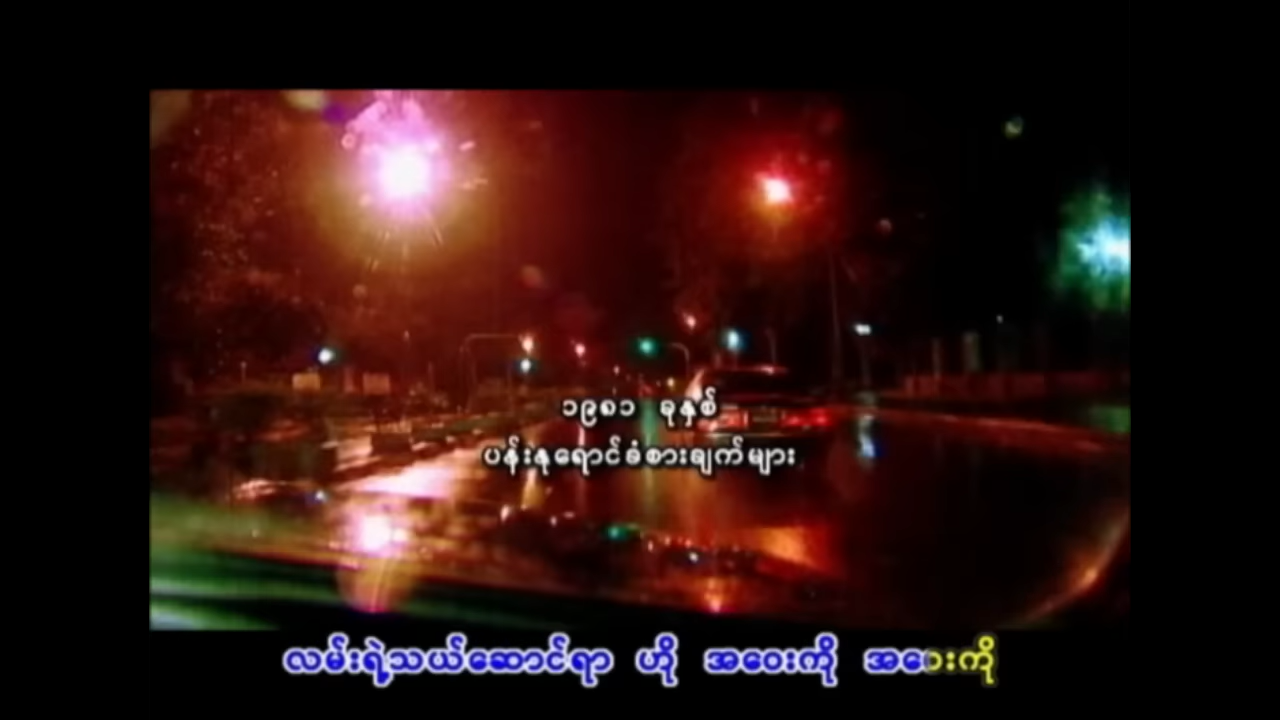 ၁၉၈၁ ခုနှစ်
ပန်းနုရောင်ခံစားချက်များ
လမ်းရဲ့သယ်ဆောင်ရာ ဟို အဝေးကို အဝေးကို